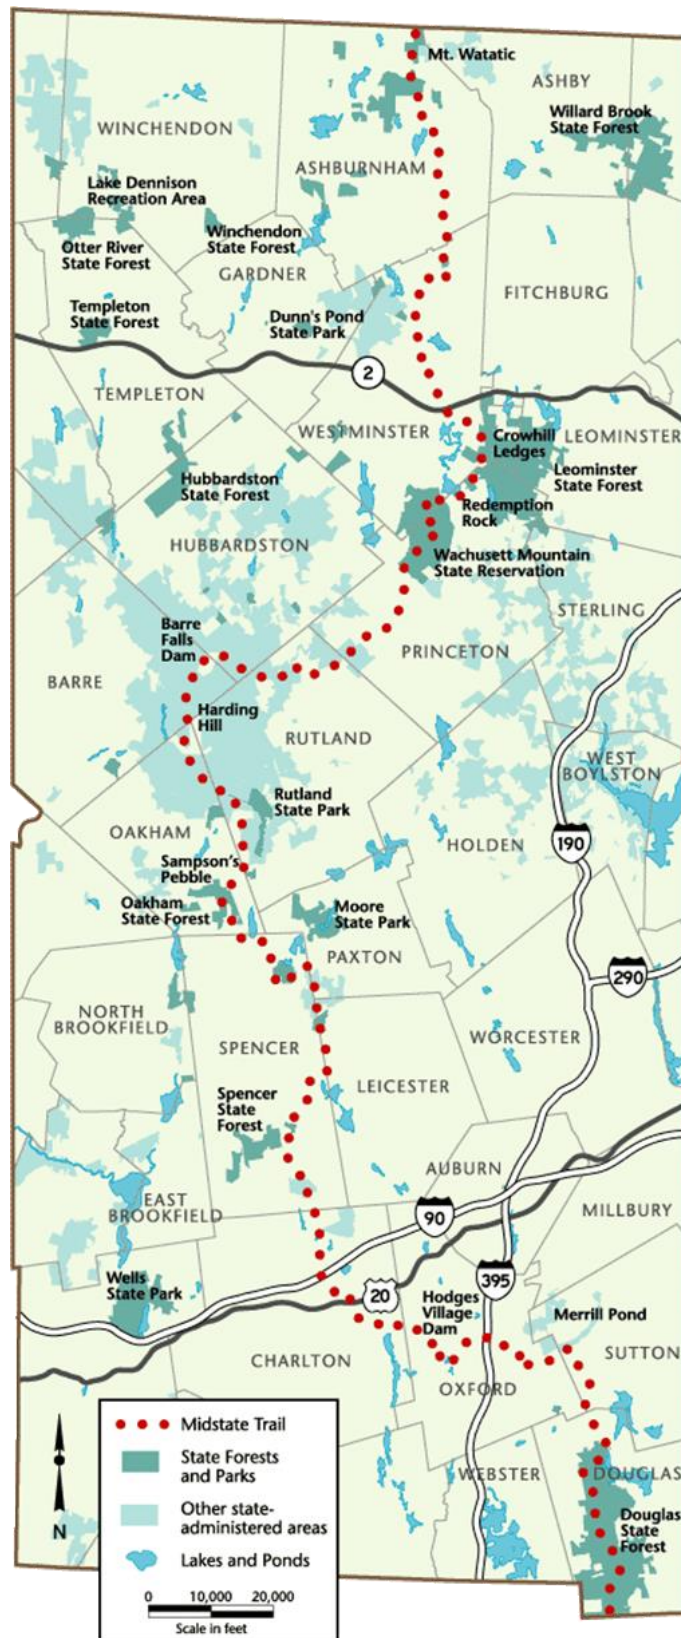 Mt. Watatic
ASHBY
WINCHENDON
Willard Brook
State Forest
ASHBURNHAM
Lake Dennison
Recreation Area
Otter River
State Forest
Winchendon
State Forest
GARDNER
FITCHBURG
Templeton
State Forest
Dunn's Pond
State Park
2
TEMPLETON
WESTMINSTER
Crowhill
Ledges
LEOMINSTER
Leominster
State Forest
Hubbardston
State Forest
Redemption
Rock
HUBBARDSTON
Wachusett Mountain
State Reservation
STERLING
Barre
Falls
Dam
PRINCETON
BARRE
Harding
Hill
RUTLAND
WEST
BOYLSTON
Rutland
State Park
OAKHAM
HOLDEN
190
Sampson's
Pebble
Oakham
State Forest
Moore
State Park
PAXTON
290
NORTH
BROOKFIELD
WORCESTER
SPENCER
LEICESTER
Spencer
State
Forest
AUBURN
EAST
BROOKFIELD
90
MILLBURY
Wells
State Park
20
395
Hodges
Village
Dam
Merrill Pond
SUTTON
CHARLTON
OXFORD
WEBSTER
DOUGLAS
Douglas
State
Forest
Midstate Trail
State Forests
and Parks
Other state-
administered areas
Lakes and Ponds
N
0 10,000 20,000
Scale in feet